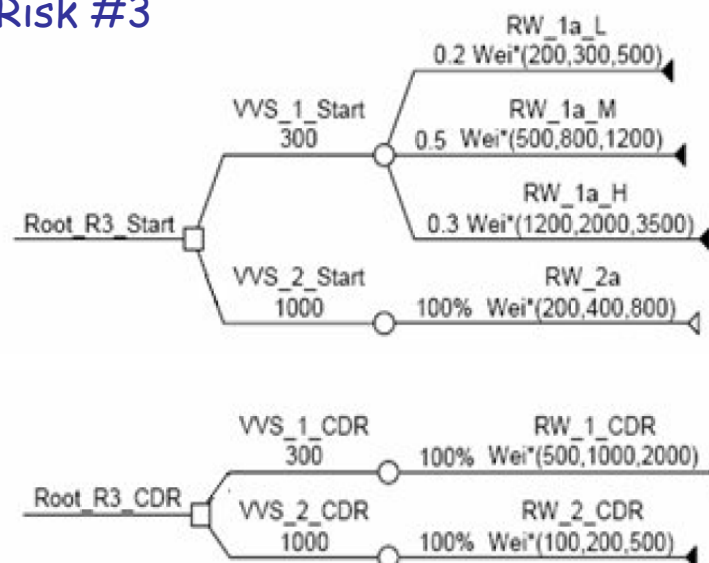 Risk #3
RW_1a_L
0.2 Wei*(200,300,500)
VVS_1_Start
300
RW_1a_M
0.5 Wei*(500,800,1200)
RW_1a_H
0.3 Wei*(1200,2000,3500)
Root_R3_Start
VVS_2_Start
1000
RW_2a
100% Wei*(200,400,800)
VVS_1_CDR
300
RW_1_CDR
100% Wei*(500,1000,2000)
Root_R3_CDR
VVS_2_CDR
1000
RW_2_CDR
100% Wei*(100,200,500)